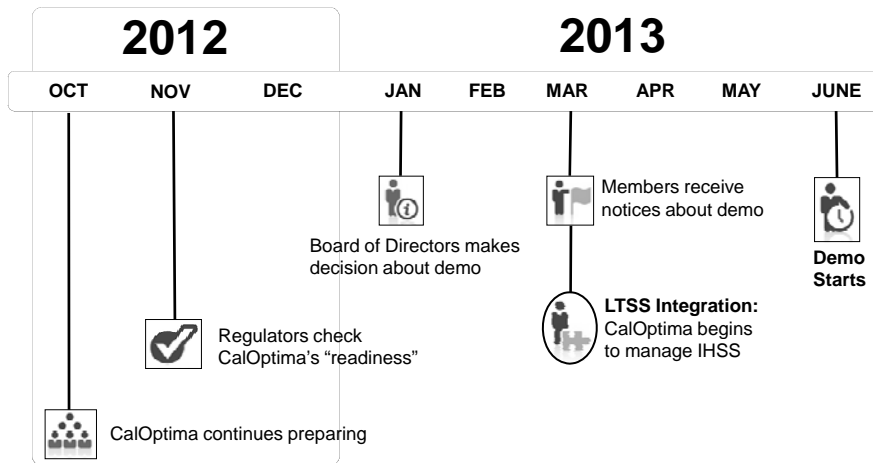 2012
2013
OCT NOV DEC JAN FEB MAR APR MAY JUNE
Members receive
notices about demo
Board of Directors makes
decision about demo
Demo
Starts
LTSS Integration:
CalOptima begins
to manage IHSS
Regulators check
CalOptima’s “readiness”
CalOptima continues preparing